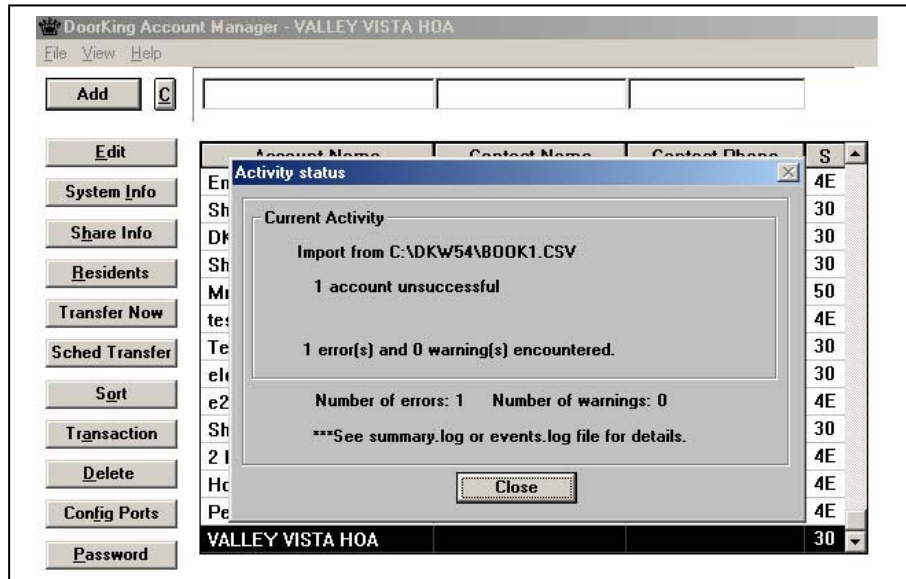 DoorKing Account Manager - VALLEY VISTA HOA
File View Help
Add C
Edit
System Info
Share Info
Residents
Transfer Now
Sched Transfer
Sort
Transaction
Delete
Config Ports
Password
Account Name Contact Name Contact Phone S
4E
30
30
30
50
4E
30
30
4E
30
4E
4E
4E
VALLEY VISTA HOA 30
Activity status
Current Activity
Import from C:\DKW54\BOOK1.CSV
1 account unsuccessful
1 error(s) and 0 warning(s) encountered.
Number of errors: 1 Number of warnings: 0
***See summary.log or events.log file for details.
Close